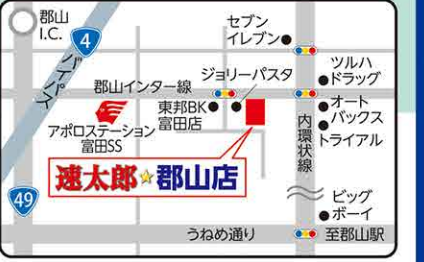 郡山
I.C.
4
バイパス
セブン
イレブン
ツルハ
ドラッグ
ジョリーパスタ
郡山インター線
東邦BK
富田店
オート
バックス
トライアル
アポロステーション
富田SS
内環状線
速太郎★郡山店
49
ビッグ
ボーイ
うねめ通り
至郡山駅